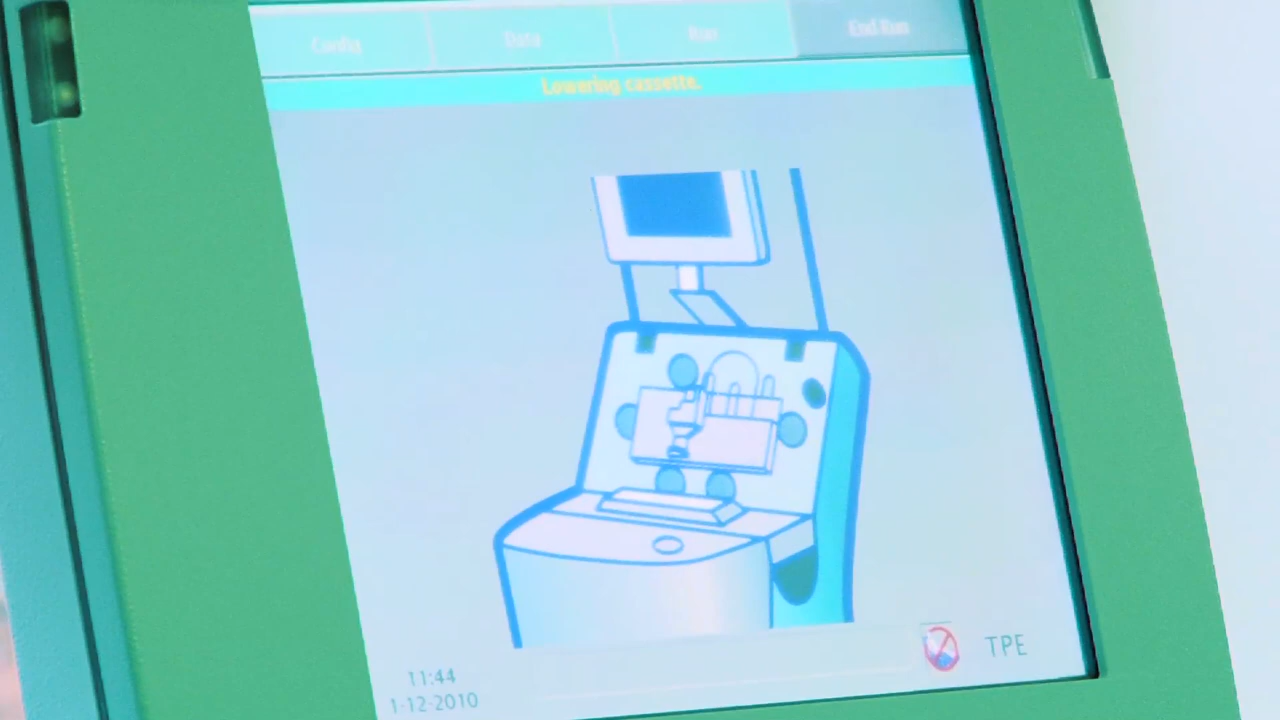 Config Data Run End Run
Lowering cassette.
TPE
11:44
1-12-2010